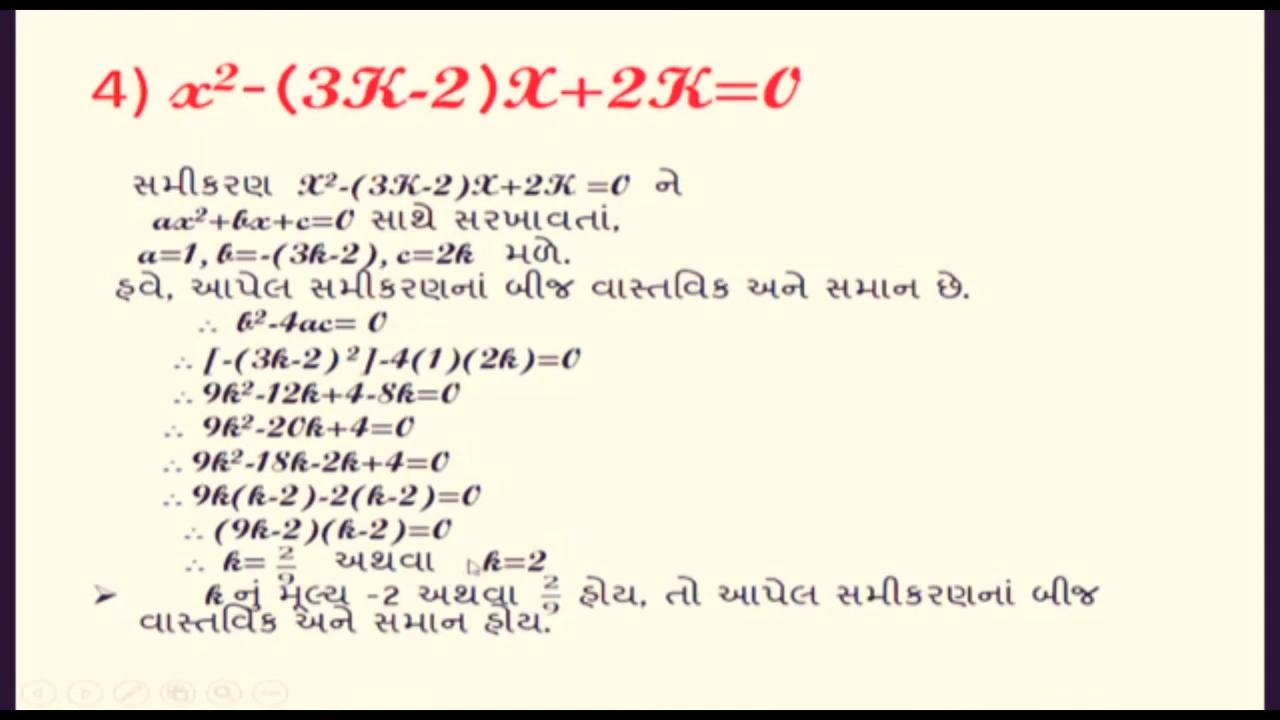 4) x²-(3K-2)X+2K=0
સમીકરણ X²-(3K-2)X+2K =0 ને
ax²+bx+c=0 સાથે સરખાવતાં,
a=1, b=-(3k-2), c=2k મળે.
હવે, આપેલ સમીકરણનાં બીજ વાસ્તવિક અને સમાન છે.
∴ b²-4ac= 0
∴ [-(3k-2)²]-4(1)(2k)=0
∴ 9k²-12k+4-8k=0
∴ 9k²-20k+4=0
∴ 9k²-18k-2k+4=0
∴ 9k(k-2)-2(k-2)=0
∴ (9k-2)(k-2)=0
∴ k= 2/9 અથવા k=2
➢ k નું મૂલ્ય -2 અથવા 2/9 હોય, તો આપેલ સમીકરણનાં બીજ
વાસ્તવિક અને સમાન હોય.